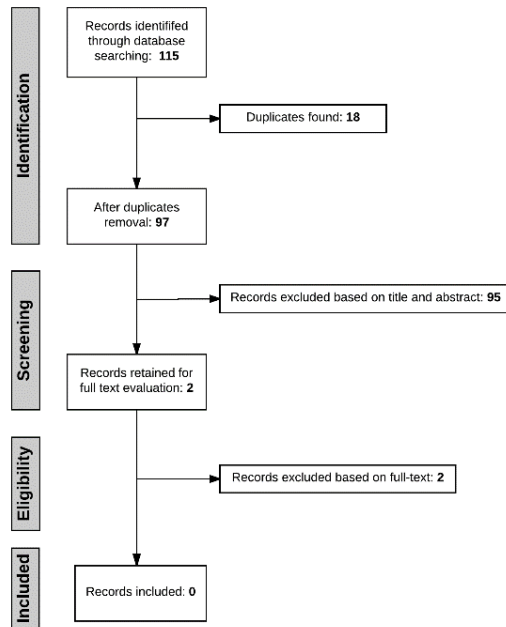 Identification
Records identifified
through database
searching: 115
Duplicates found: 18
After duplicates
removal: 97
Screening
Records excluded based on title and abstract: 95
Records retained for
full text evaluation: 2
Eligibility
Records excluded based on full-text: 2
Included
Records included: 0